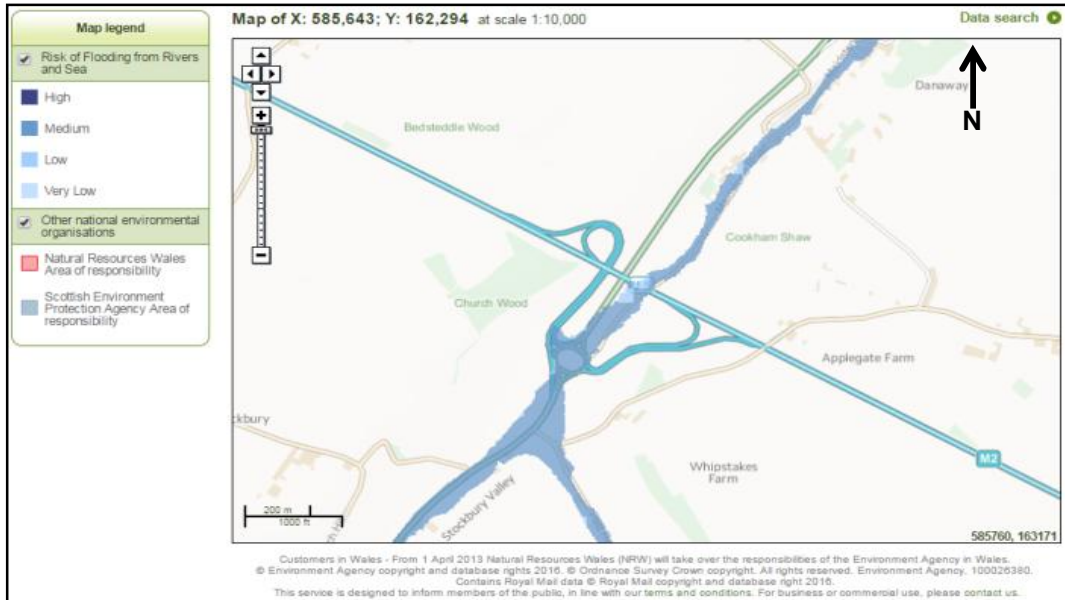 Map legend
Risk of Flooding from Rivers
and Sea
High
Medium
Low
Very Low
Other national environmental
organisations
Natural Resources Wales
Area of responsibility
Scottish Environment
Protection Agency Area of
responsibility
Map of X: 585,643; Y: 162,294 at scale 1:10,000
Data search
N
Danaway
Bedsteddle Wood
Cookham Shaw
Church Wood
Applegate Farm
ckbury
M2
Whipstakes
Farm
Stockbury Valley
200 m
1000 ft
585760, 163171
Customers in Wales - From 1 April 2013 Natural Resources Wales (NRW) will take over the responsibilities of the Environment Agency in Wales.
© Environment Agency copyright and database rights 2016. © Ordnance Survey Crown copyright. All rights reserved. Environment Agency, 100026380.
Contains Royal Mail data © Royal Mail copyright and database right 2016.
This service is designed to inform members of the public, in line with our terms and conditions. For business or commercial use, please contact us.